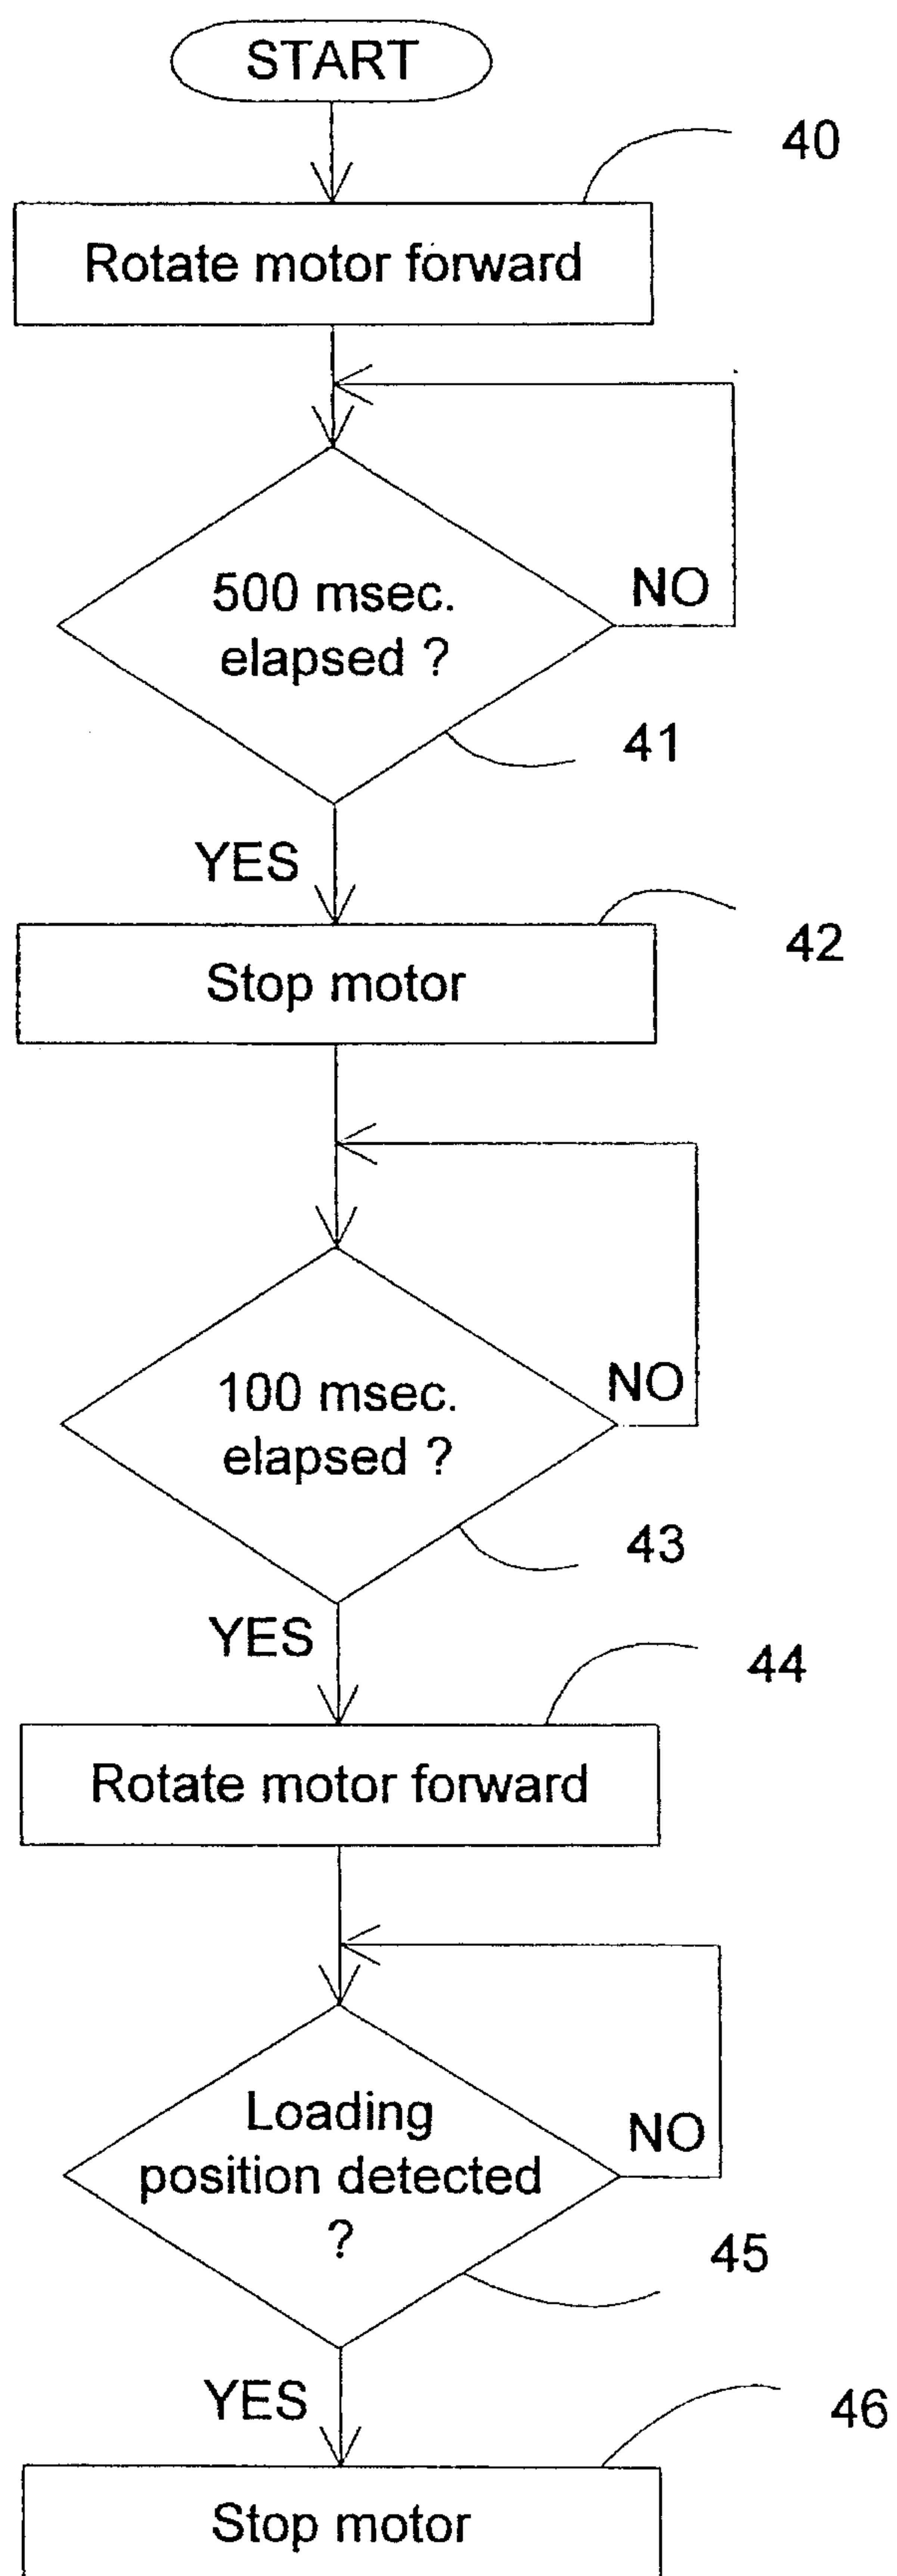 START
40
Rotate motor forward
500 msec.
elapsed ?
NO
41
YES
42
Stop motor
100 msec.
elapsed ?
NO
43
YES
44
Rotate motor forward
Loading
position detected
?
NO
45
YES
46
Stop motor